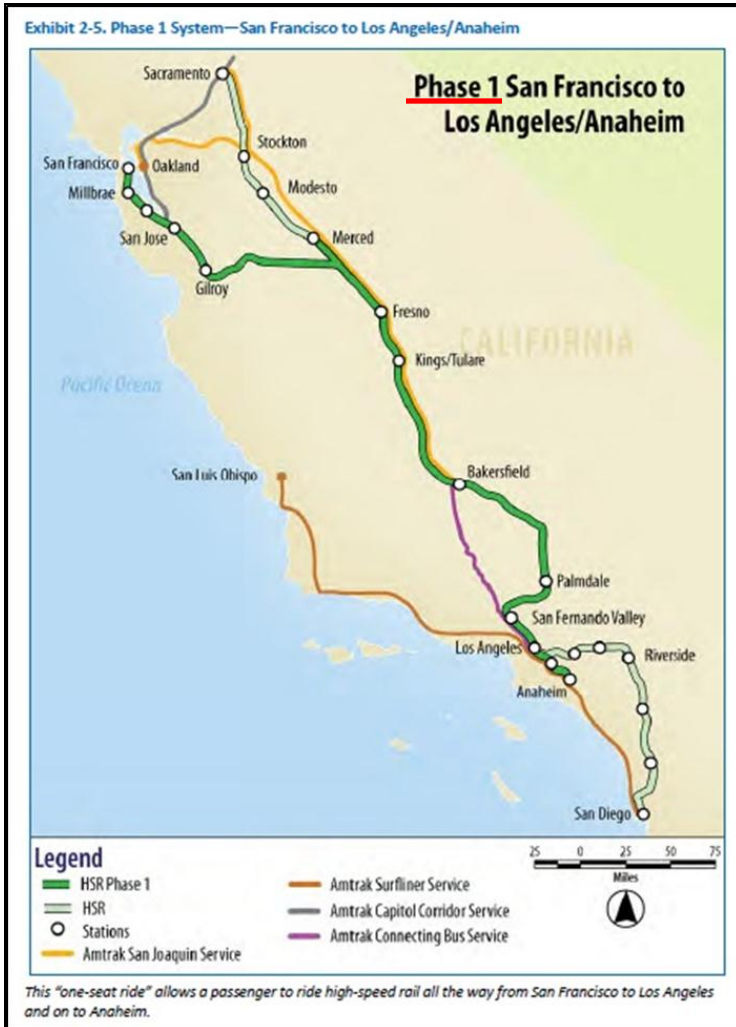 Exhibit 2-5. Phase 1 System—San Francisco to Los Angeles/Anaheim
Phase 1 San Francisco to
Los Angeles/Anaheim
Sacramento
Stockton
San Francisco
Oakland
Modesto
Millbrae
San Jose
Merced
Gilroy
Fresno
CALIFORNIA
Kings/Tulare
Pacific Ocean
San Luis Obispo
Bakersfield
Palmdale
San Fernando Valley
Los Angeles
Riverside
Anaheim
San Diego
Legend
HSR Phase 1
HSR
Stations
Amtrak San Joaquin Service
Amtrak Surfliner Service
Amtrak Capitol Corridor Service
Amtrak Connecting Bus Service
25 0 25 50 75
Miles
This “one-seat ride” allows a passenger to ride high-speed rail all the way from San Francisco to Los Angeles
and on to Anaheim.